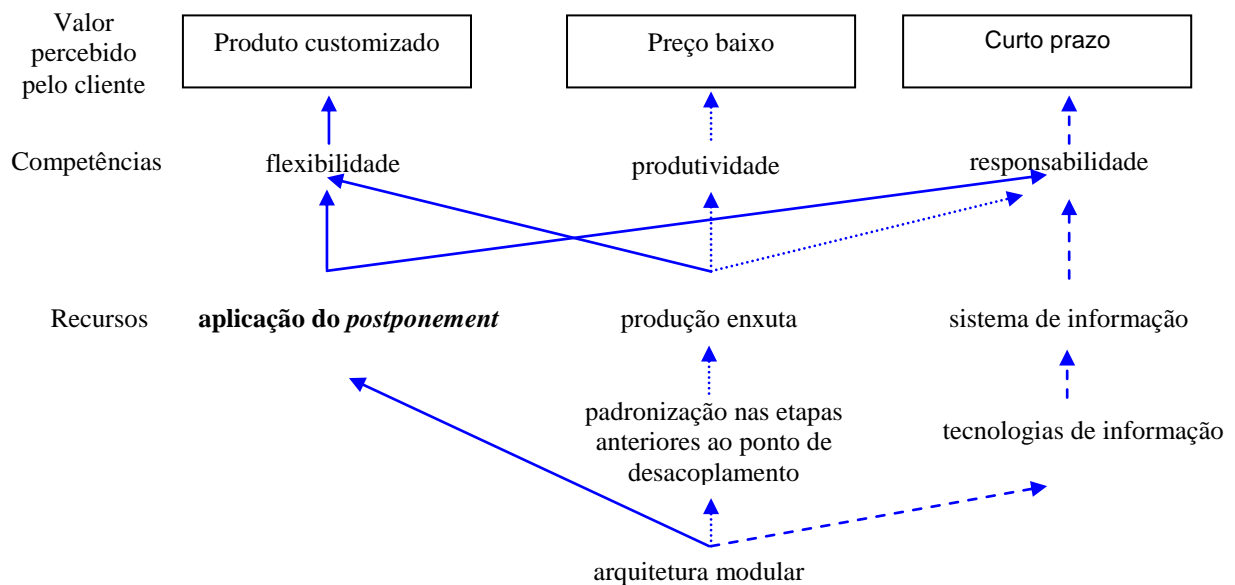 Valor
percebido
pelo cliente
Produto customizado
Preço baixo
Curto prazo
Competências
flexibilidade
produtividade
responsabilidade
Recursos
aplicação do postponement
produção enxuta
sistema de informação
padronização nas etapas
anteriores ao ponto de
desacoplamento
tecnologias de informação
arquitetura modular